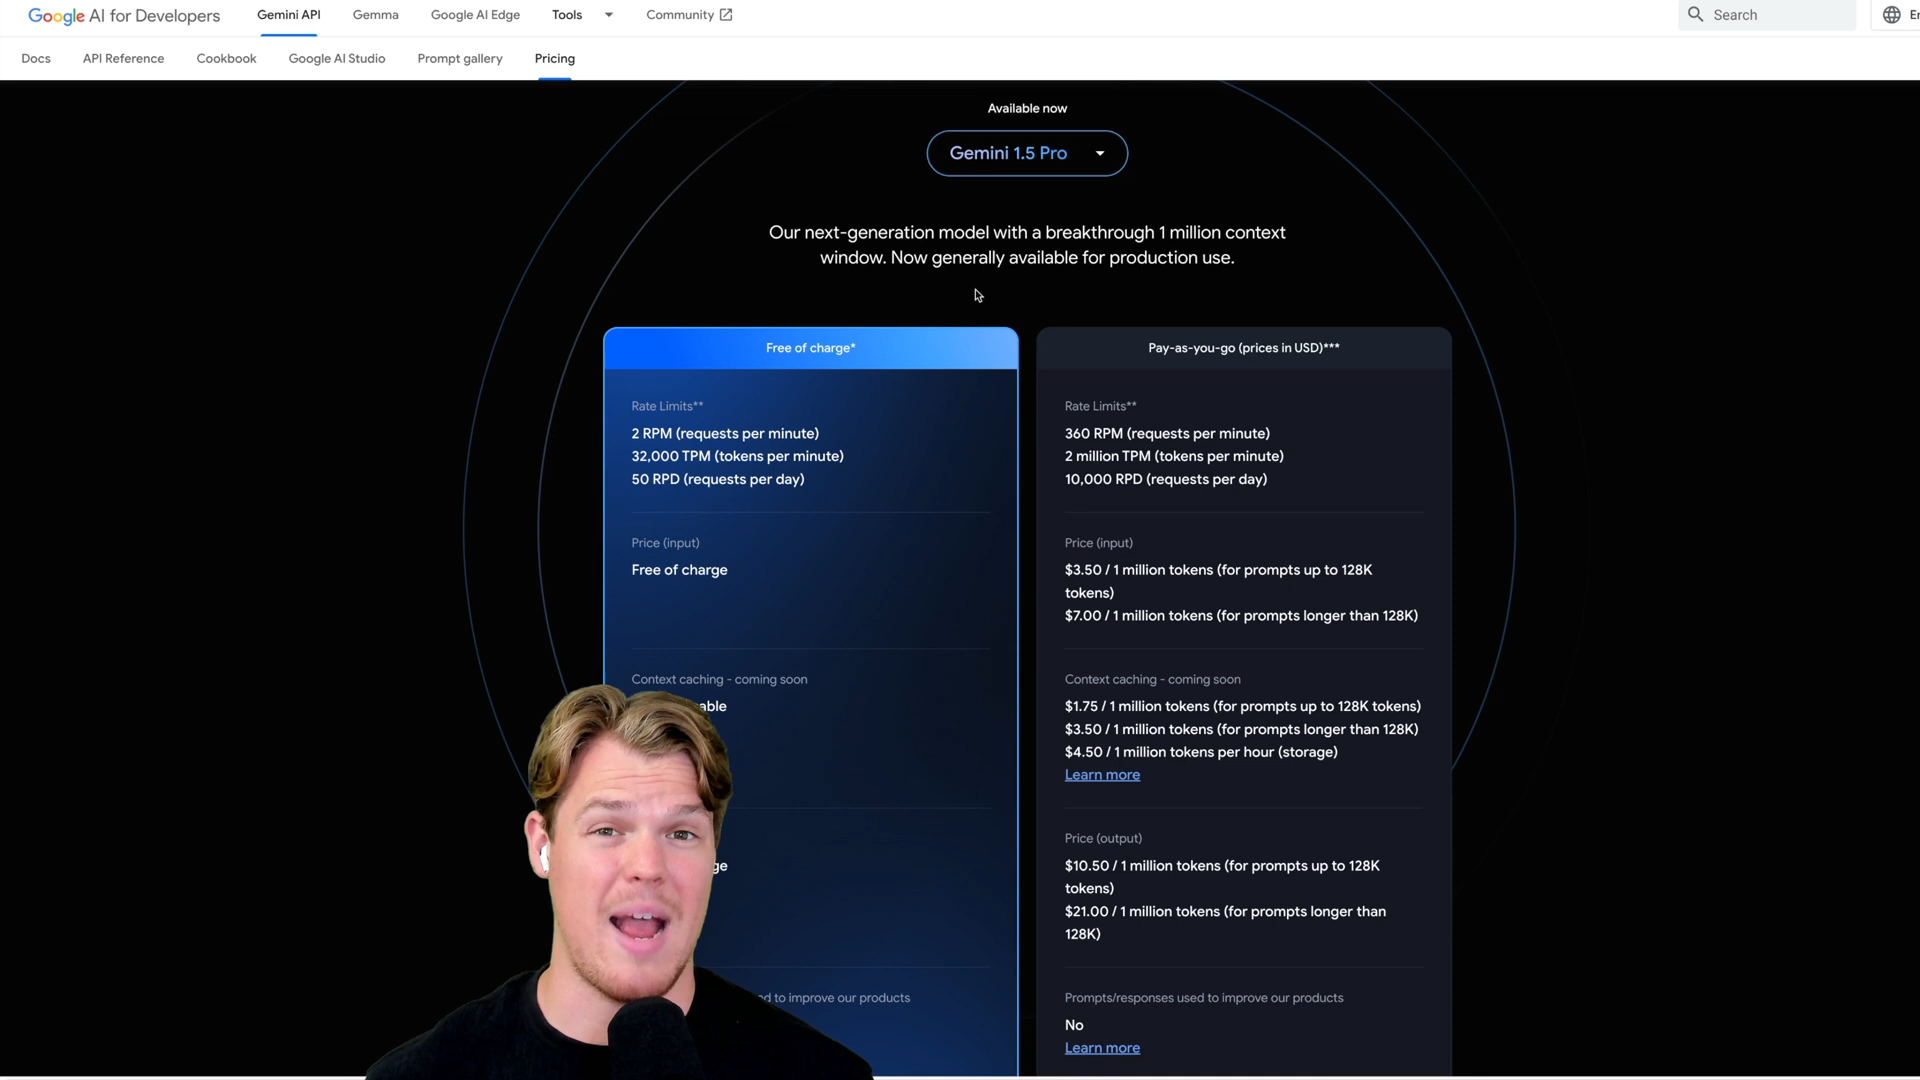 Google AI for Developers
Gemini API
Gemma
Google AI Edge
Tools
Community
Search
Docs
API Reference
Cookbook
Google AI Studio
Prompt gallery
Pricing
Available now
Gemini 1.5 Pro
Our next-generation model with a breakthrough 1 million context
window. Now generally available for production use.
Free of charge*
Rate Limits**
2 RPM (requests per minute)
32,000 TPM (tokens per minute)
50 RPD (requests per day)
Price (input)
Free of charge
Context caching - coming soon
to improve our products
Pay-as-you-go (prices in USD)***
Rate Limits**
360 RPM (requests per minute)
2 million TPM (tokens per minute)
10,000 RPD (requests per day)
Price (input)
$3.50 / 1 million tokens (for prompts up to 128K
tokens)
$7.00 / 1 million tokens (for prompts longer than 128K)
Context caching - coming soon
$1.75 / 1 million tokens (for prompts up to 128K tokens)
$3.50 / 1 million tokens (for prompts longer than 128K)
$4.50 / 1 million tokens per hour (storage)
Learn more
Price (output)
$10.50 / 1 million tokens (for prompts up to 128K
tokens)
$21.00 / 1 million tokens (for prompts longer than
128K)
Prompts/responses used to improve our products
No
Learn more